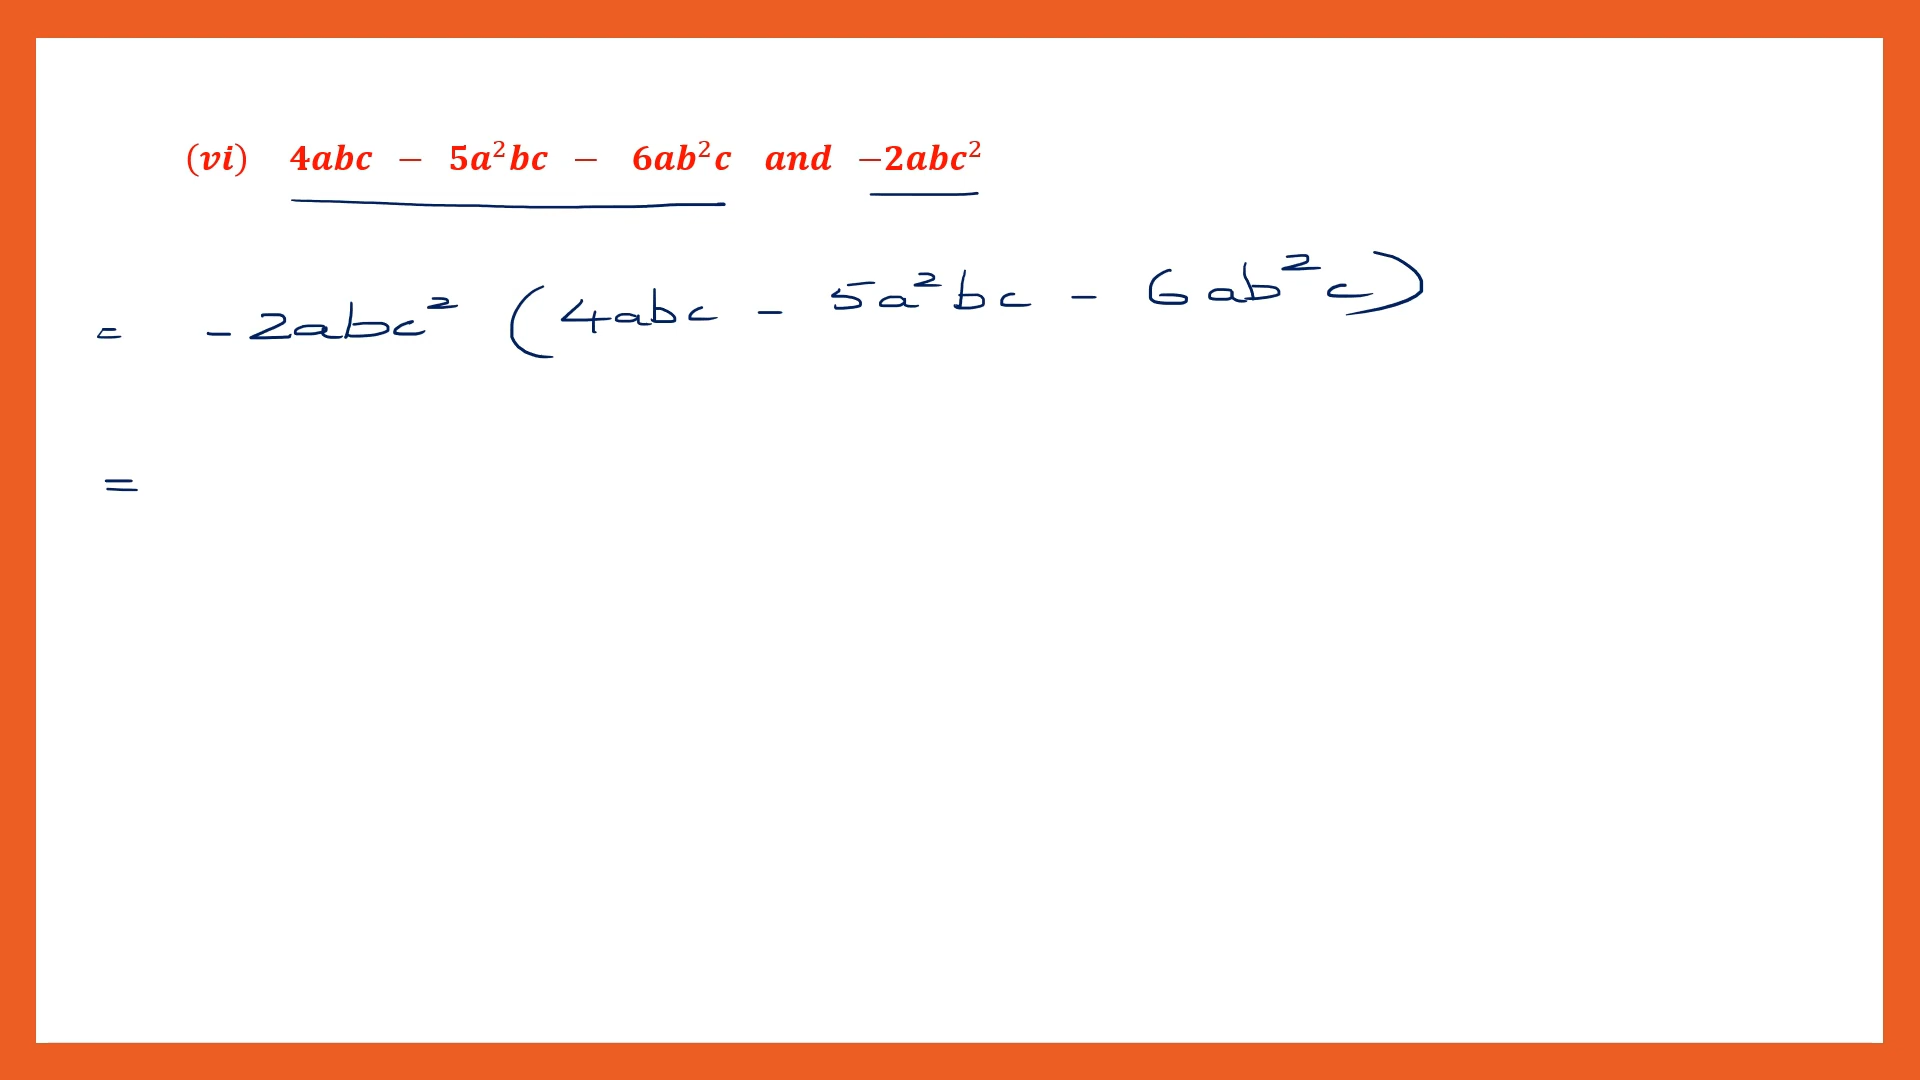 (vi) 4abc − 5a²bc − 6ab²c and −2abc²
= -2abc² (4abc - 5a²bc - 6ab²c)
=